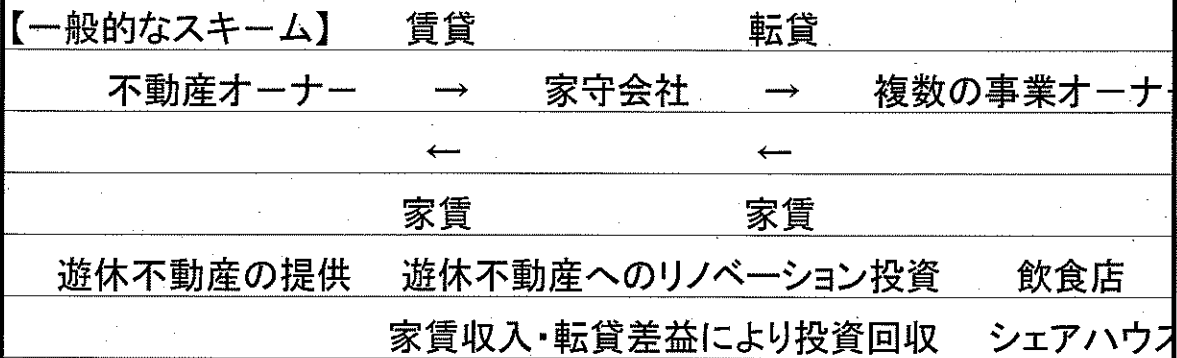 【一般的なスキーム】 賃貸 転貸
不動産オーナー → 家守会社 → 複数の事業オーナ
← ←
家賃 家賃
遊休不動産の提供 遊休不動産へのリノベーション投資 飲食店
家賃収入・転貸差益により投資回収 シェアハウス